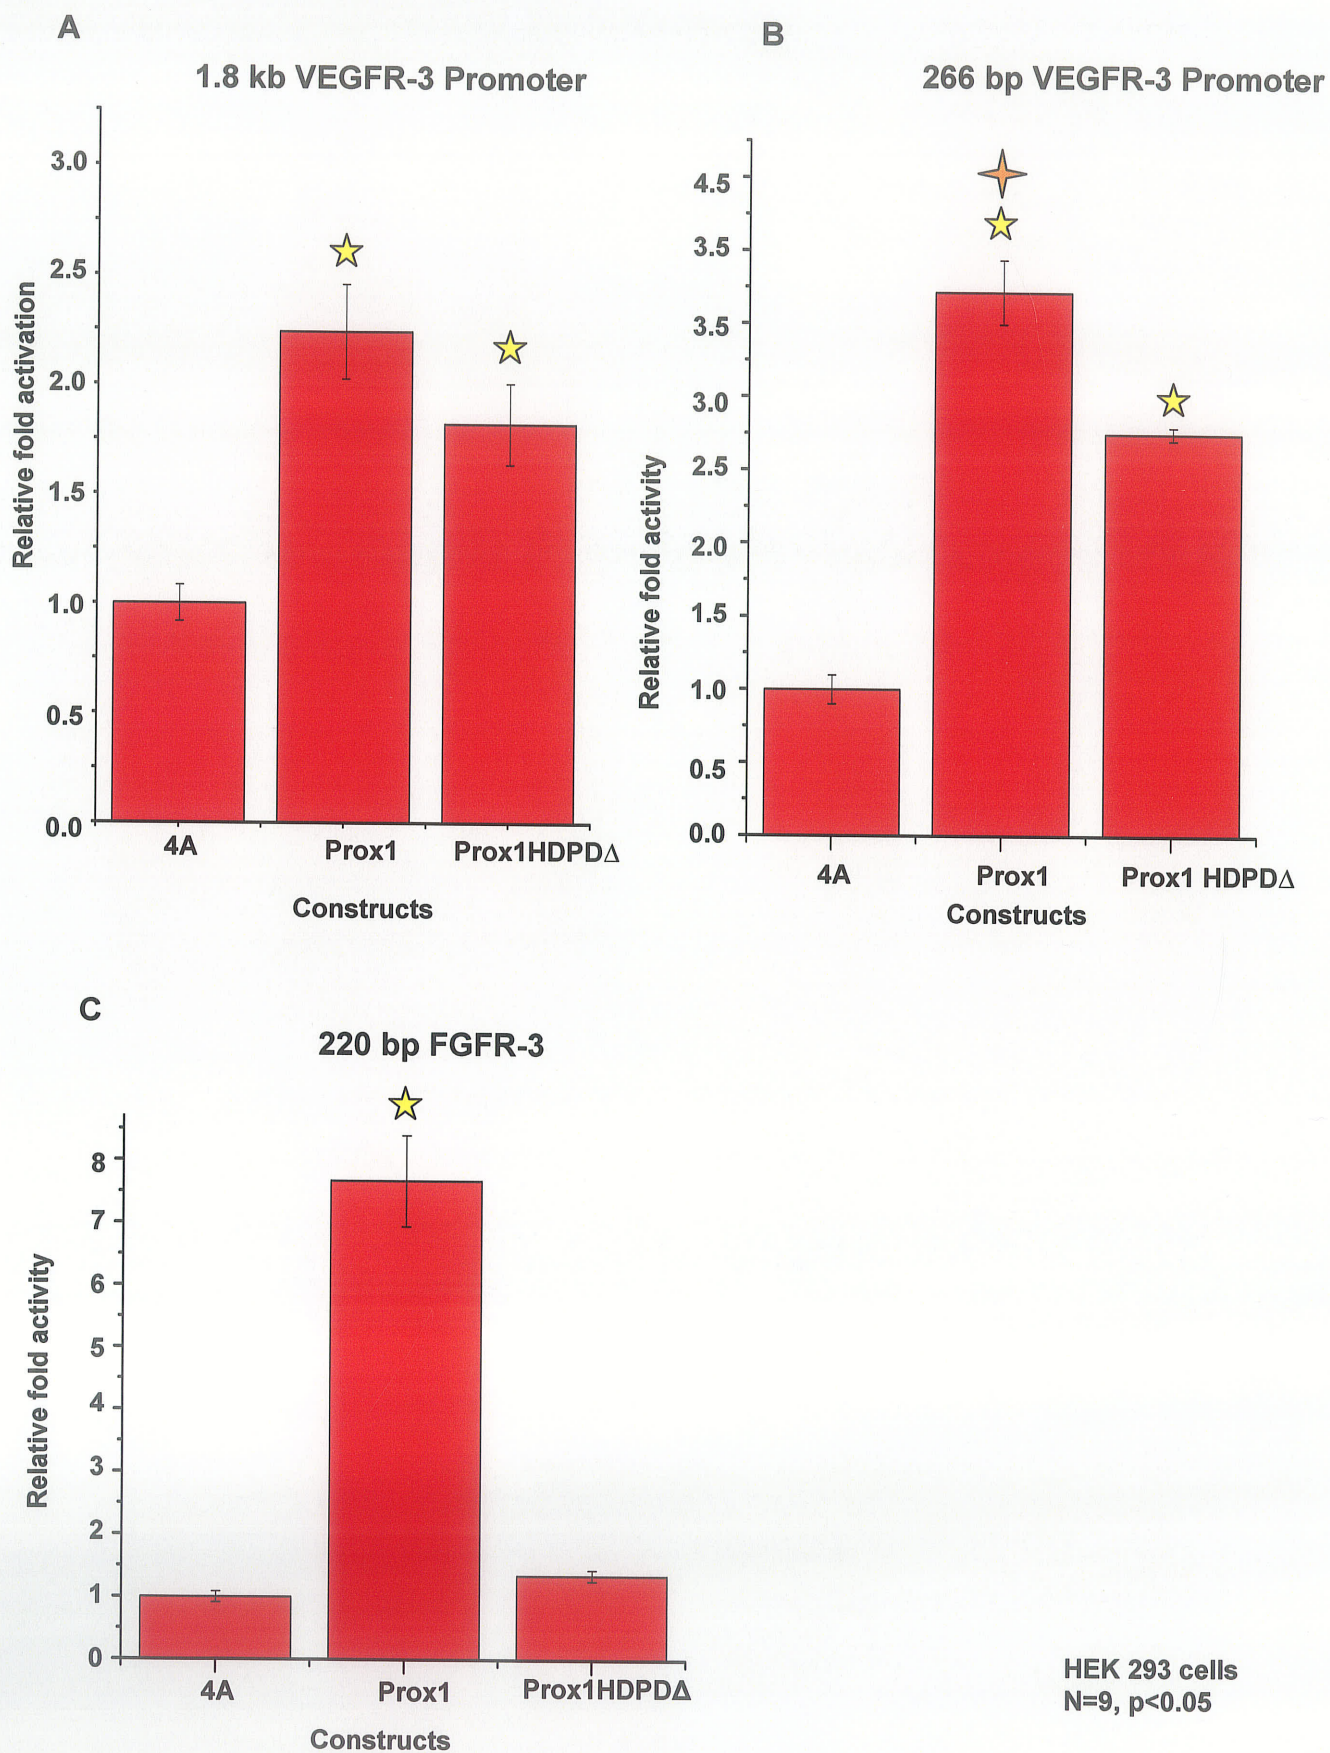 A
1.8 kb VEGFR-3 Promoter
Relative fold activation
3.0
2.5
2.0
1.5
1.0
0.5
0.0
4A
Prox1
Prox1HDPDΔ
Constructs
B
266 bp VEGFR-3 Promoter
Relative fold activity
4.5
3.5
3.5
3.0
2.5
2.0
1.5
1.0
0.5
0.0
4A
Prox1
Prox1 HDPDΔ
Constructs
C
220 bp FGFR-3
Relative fold activity
8
7
6
5
4
3
2
1
0
4A
Prox1
Prox1HDPDΔ
Constructs
HEK 293 cells
N=9, p<0.05